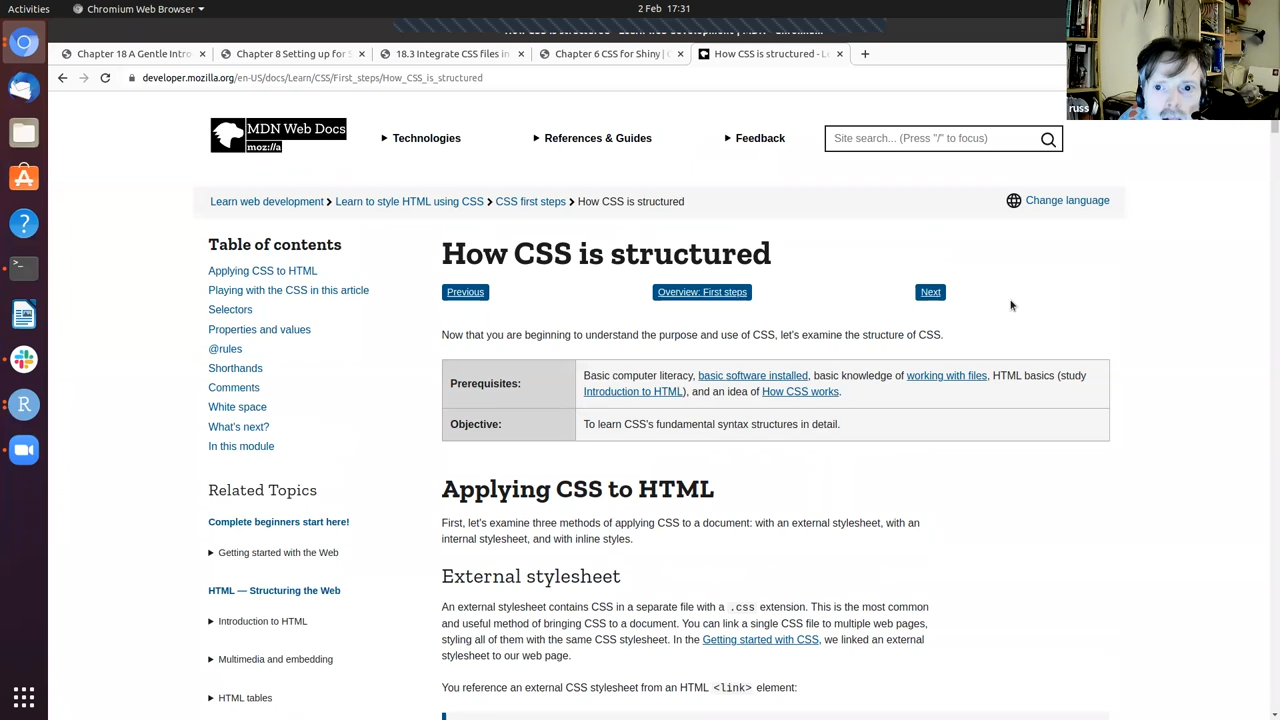 Activities
Chromium Web Browser
2 Feb 17:31
Chapter 18 A Gentle Intro
Chapter 8 Setting up for S
18.3 Integrate CSS files in
Chapter 6 CSS for Shiny | O
How CSS is structured - Le
developer.mozilla.org/en-US/docs/Learn/CSS/First_steps/How_CSS_is_structured
russ
MDN Web Docs
moz://a
Technologies
References & Guides
Feedback
Site search... (Press "/" to focus)
Learn web development
Learn to style HTML using CSS
CSS first steps
How CSS is structured
Change language
Table of contents
Applying CSS to HTML
Playing with the CSS in this article
Selectors
Properties and values
@rules
Shorthands
Comments
White space
What's next?
In this module
Related Topics
Complete beginners start here!
Getting started with the Web
HTML — Structuring the Web
Introduction to HTML
Multimedia and embedding
HTML tables
How CSS is structured
Previous
Overview: First steps
Next
Now that you are beginning to understand the purpose and use of CSS, let's examine the structure of CSS.
Prerequisites:
Basic computer literacy, basic software installed, basic knowledge of working with files, HTML basics (study
Introduction to HTML), and an idea of How CSS works.
Objective:
To learn CSS's fundamental syntax structures in detail.
Applying CSS to HTML
First, let's examine three methods of applying CSS to a document: with an external stylesheet, with an
internal stylesheet, and with inline styles.
External stylesheet
An external stylesheet contains CSS in a separate file with a .css extension. This is the most common
and useful method of bringing CSS to a document. You can link a single CSS file to multiple web pages,
styling all of them with the same CSS stylesheet. In the Getting started with CSS, we linked an external
stylesheet to our web page.
You reference an external CSS stylesheet from an HTML <link> element: